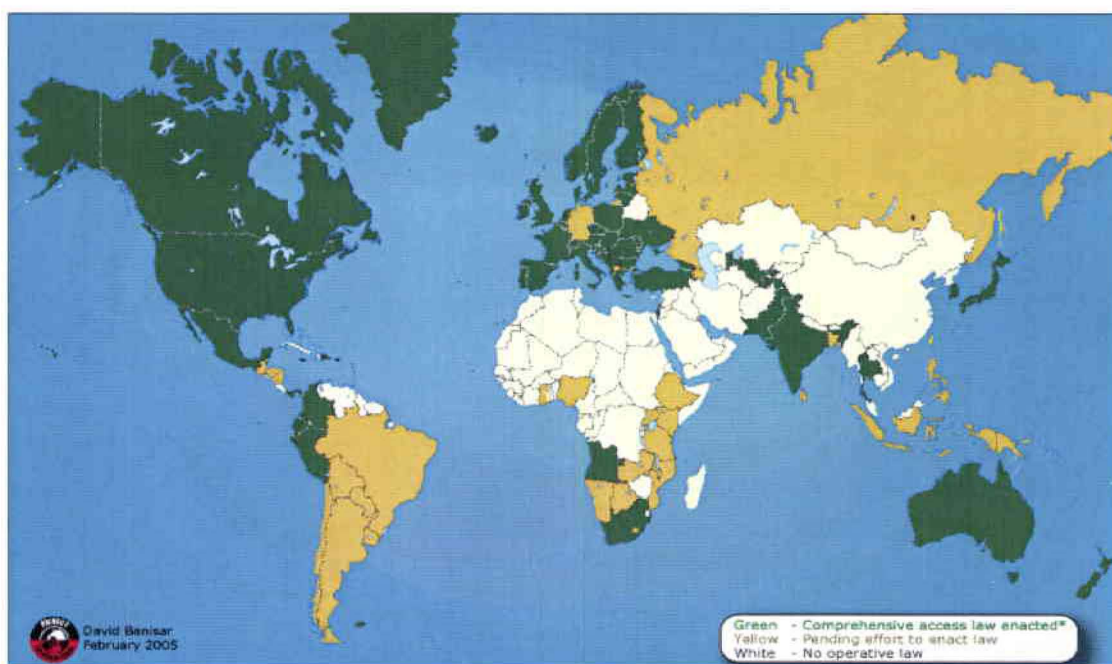 David Banisar
February 2005
Green - Comprehensive access law enacted*
Yellow - Pending effort to enact law
White - No operative law